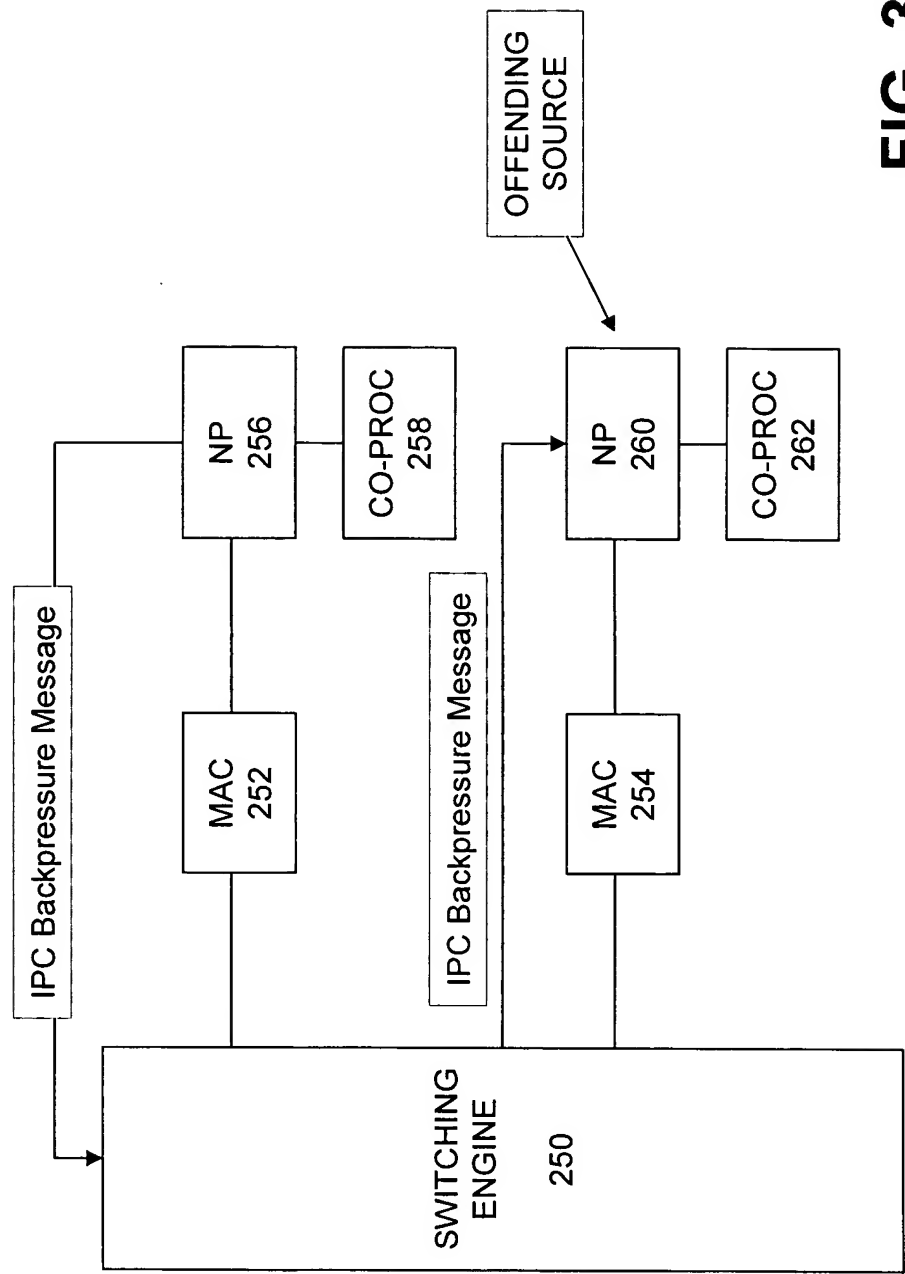 IPC Backpressure Message
SWITCHING
ENGINE
250
MAC
252
NP
256
CO-PROC
258
IPC Backpressure Message
MAC
254
NP
260
CO-PROC
262
OFFENDING
SOURCE
FIG. 3